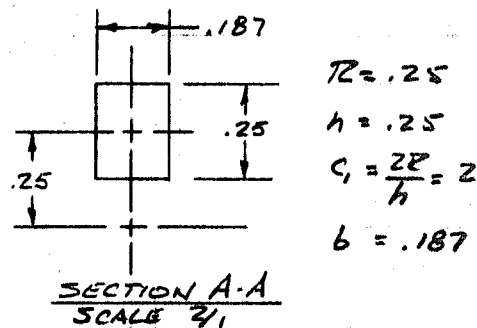 .187
.25
.25
SECTION A-A
SCALE 2/1
R = .25
h = .25
C₁ = 2R/h = 2
b = .187